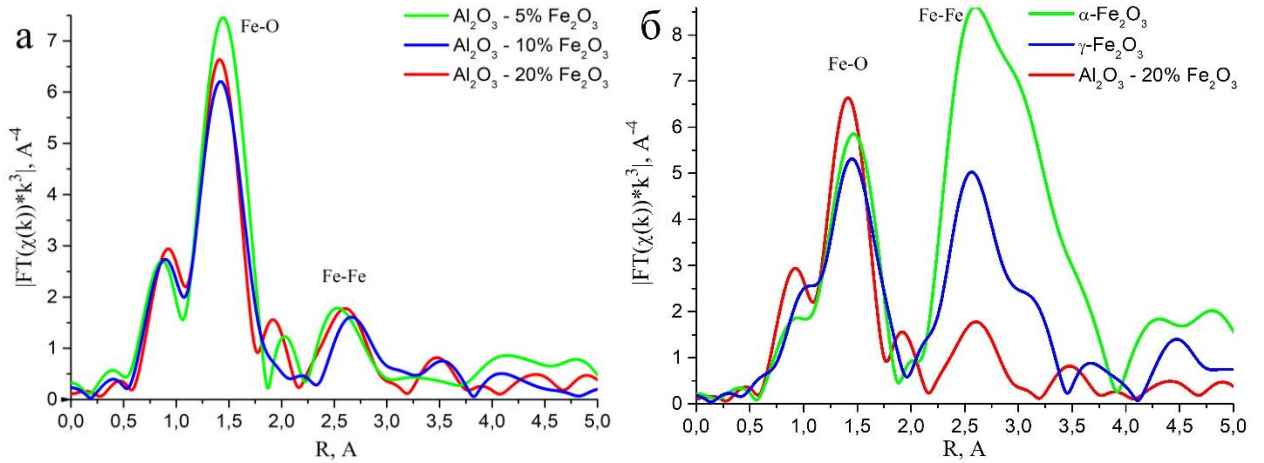 а
Al₂O₃ - 5% Fe₂O₃
Al₂O₃ - 10% Fe₂O₃
Al₂O₃ - 20% Fe₂O₃
Fe-O
Fe-Fe
|FT(χ(k))*k³|, A⁻⁴
7
6
5
4
3
2
1
0
0,0 0,5 1,0 1,5 2,0 2,5 3,0 3,5 4,0 4,5 5,0
R, A
б
Fe-Fe
α-Fe₂O₃
γ-Fe₂O₃
Al₂O₃ - 20% Fe₂O₃
Fe-O
|FT(χ(k))*k³|, A⁻⁴
8
7
6
5
4
3
2
1
0
0,0 0,5 1,0 1,5 2,0 2,5 3,0 3,5 4,0 4,5 5,0
R, A